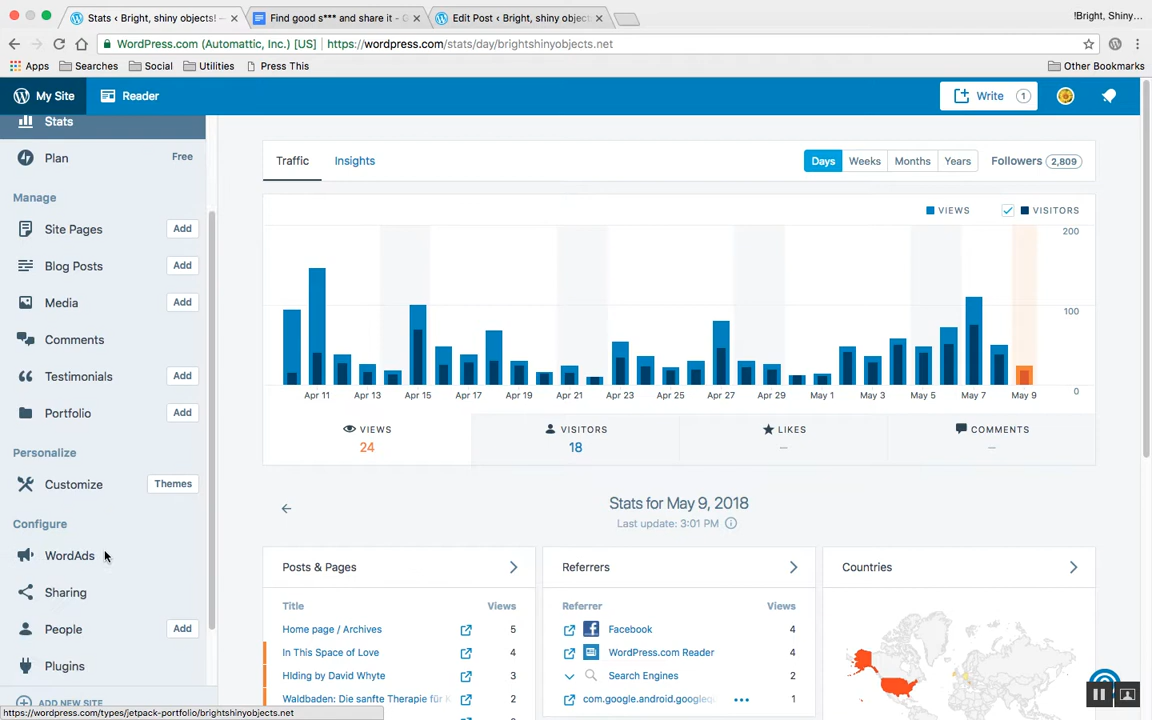 Stats ‹ Bright, shiny objects! —
Find good s*** and share it - G
Edit Post ‹ Bright, shiny object
!Bright, Shiny…
WordPress.com (Automattic, Inc.) [US]
https://wordpress.com/stats/day/brightshinyobjects.net
Apps
Searches
Social
Utilities
Press This
Other Bookmarks
My Site
Reader
Write
1
Stats
Plan
Free
Manage
Site Pages
Add
Blog Posts
Add
Media
Add
Comments
Testimonials
Add
Portfolio
Add
Personalize
Customize
Themes
Configure
WordAds
Sharing
People
Add
Plugins
ADD NEW SITE
https://wordpress.com/types/jetpack-portfolio/brightshinyobjects.net
Traffic
Insights
Days
Weeks
Months
Years
Followers
2,809
VIEWS
VISITORS
200
100
0
Apr 11
Apr 13
Apr 15
Apr 17
Apr 19
Apr 21
Apr 23
Apr 25
Apr 27
Apr 29
May 1
May 3
May 5
May 7
May 9
VIEWS
24
VISITORS
18
LIKES
–
COMMENTS
–
Stats for May 9, 2018
Last update: 3:01 PM
Posts & Pages
Title
Views
Home page / Archives
5
In This Space of Love
4
HIding by David Whyte
3
Waldbaden: Die sanfte Therapie für
2
Referrers
Referrer
Views
Facebook
4
WordPress.com Reader
4
Search Engines
2
com.google.android.googleq
1
Countries